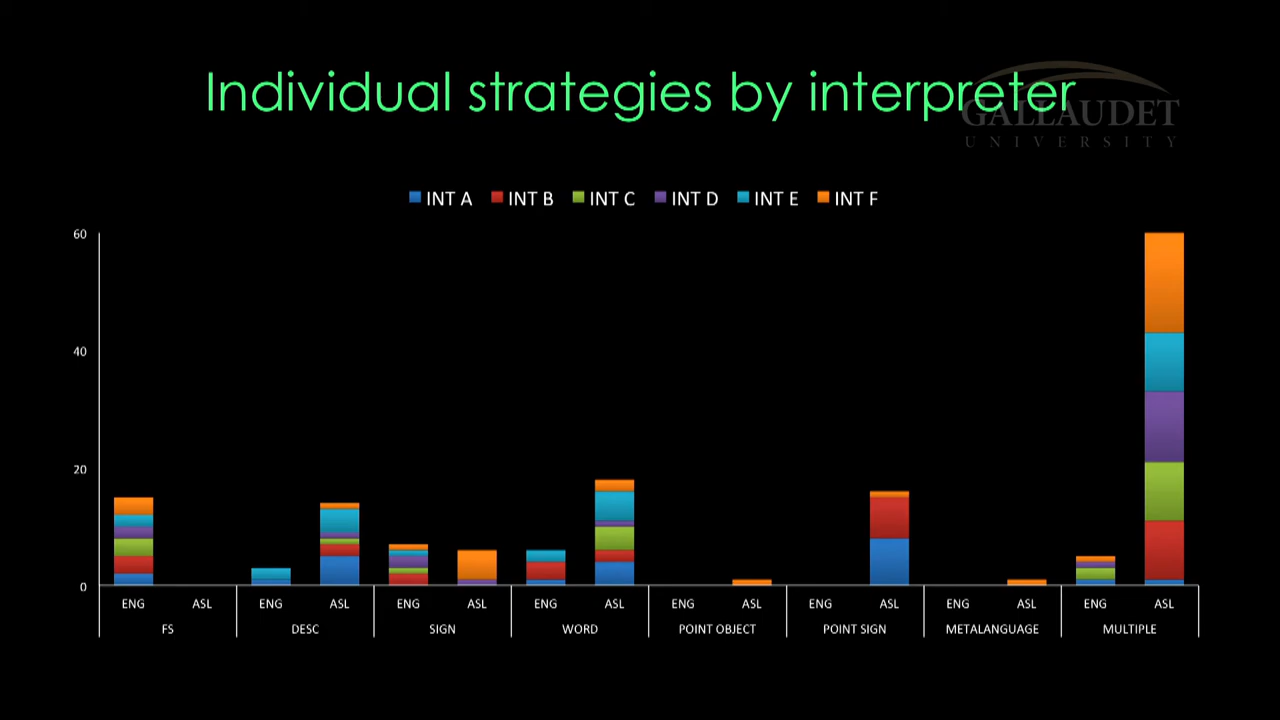 Individual strategies by interpreter
GALLAUDET
UNIVERSITY
INT A INT B INT C INT D INT E INT F
60
40
20
0
ENG ASL ENG ASL ENG ASL ENG ASL ENG ASL ENG ASL ENG ASL ENG ASL
FS DESC SIGN WORD POINT OBJECT POINT SIGN METALANGUAGE MULTIPLE